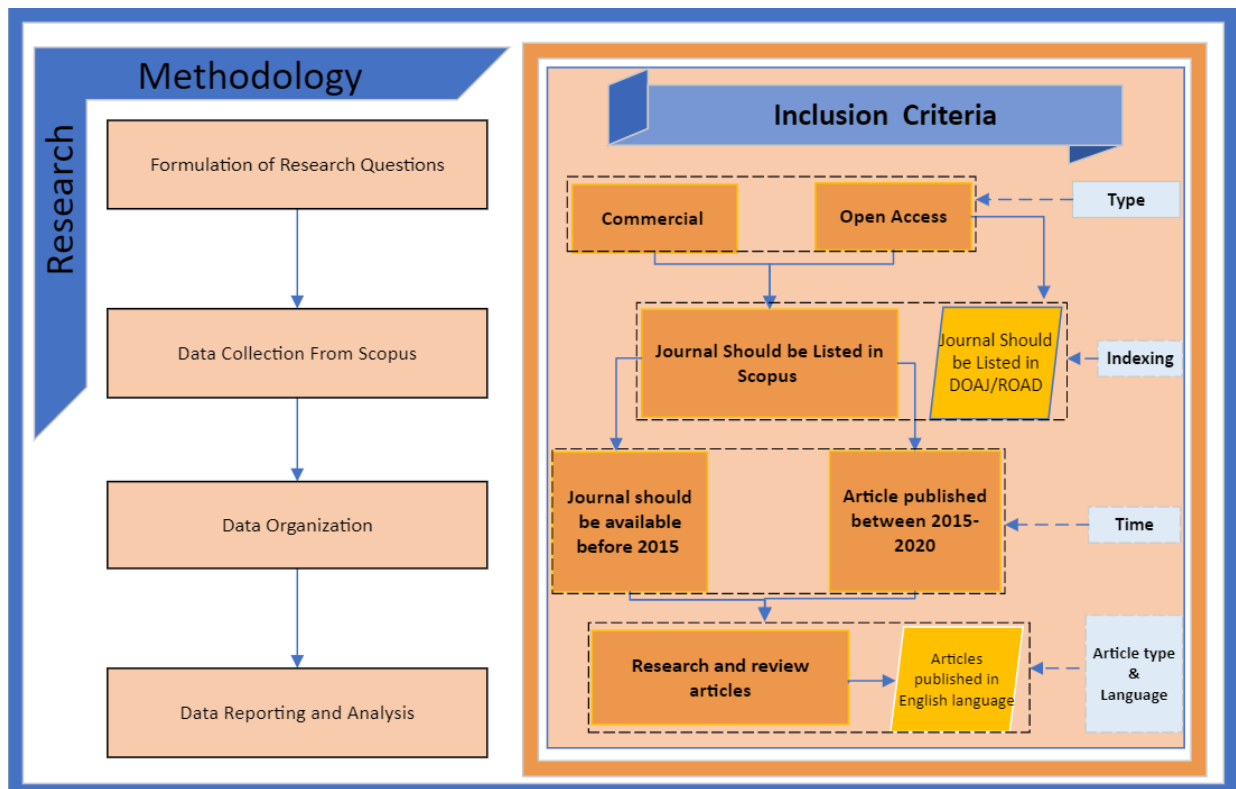 Methodology
Research
Formulation of Research Questions
Data Collection From Scopus
Data Organization
Data Reporting and Analysis
Inclusion Criteria
Commercial
Open Access
Type
Journal Should be Listed in
Scopus
Journal Should
be Listed in
DOAJ/ROAD
Indexing
Journal should
be available
before 2015
Article published
between 2015-
2020
Time
Research and review
articles
Articles
published in
English language
Article type
&
Language